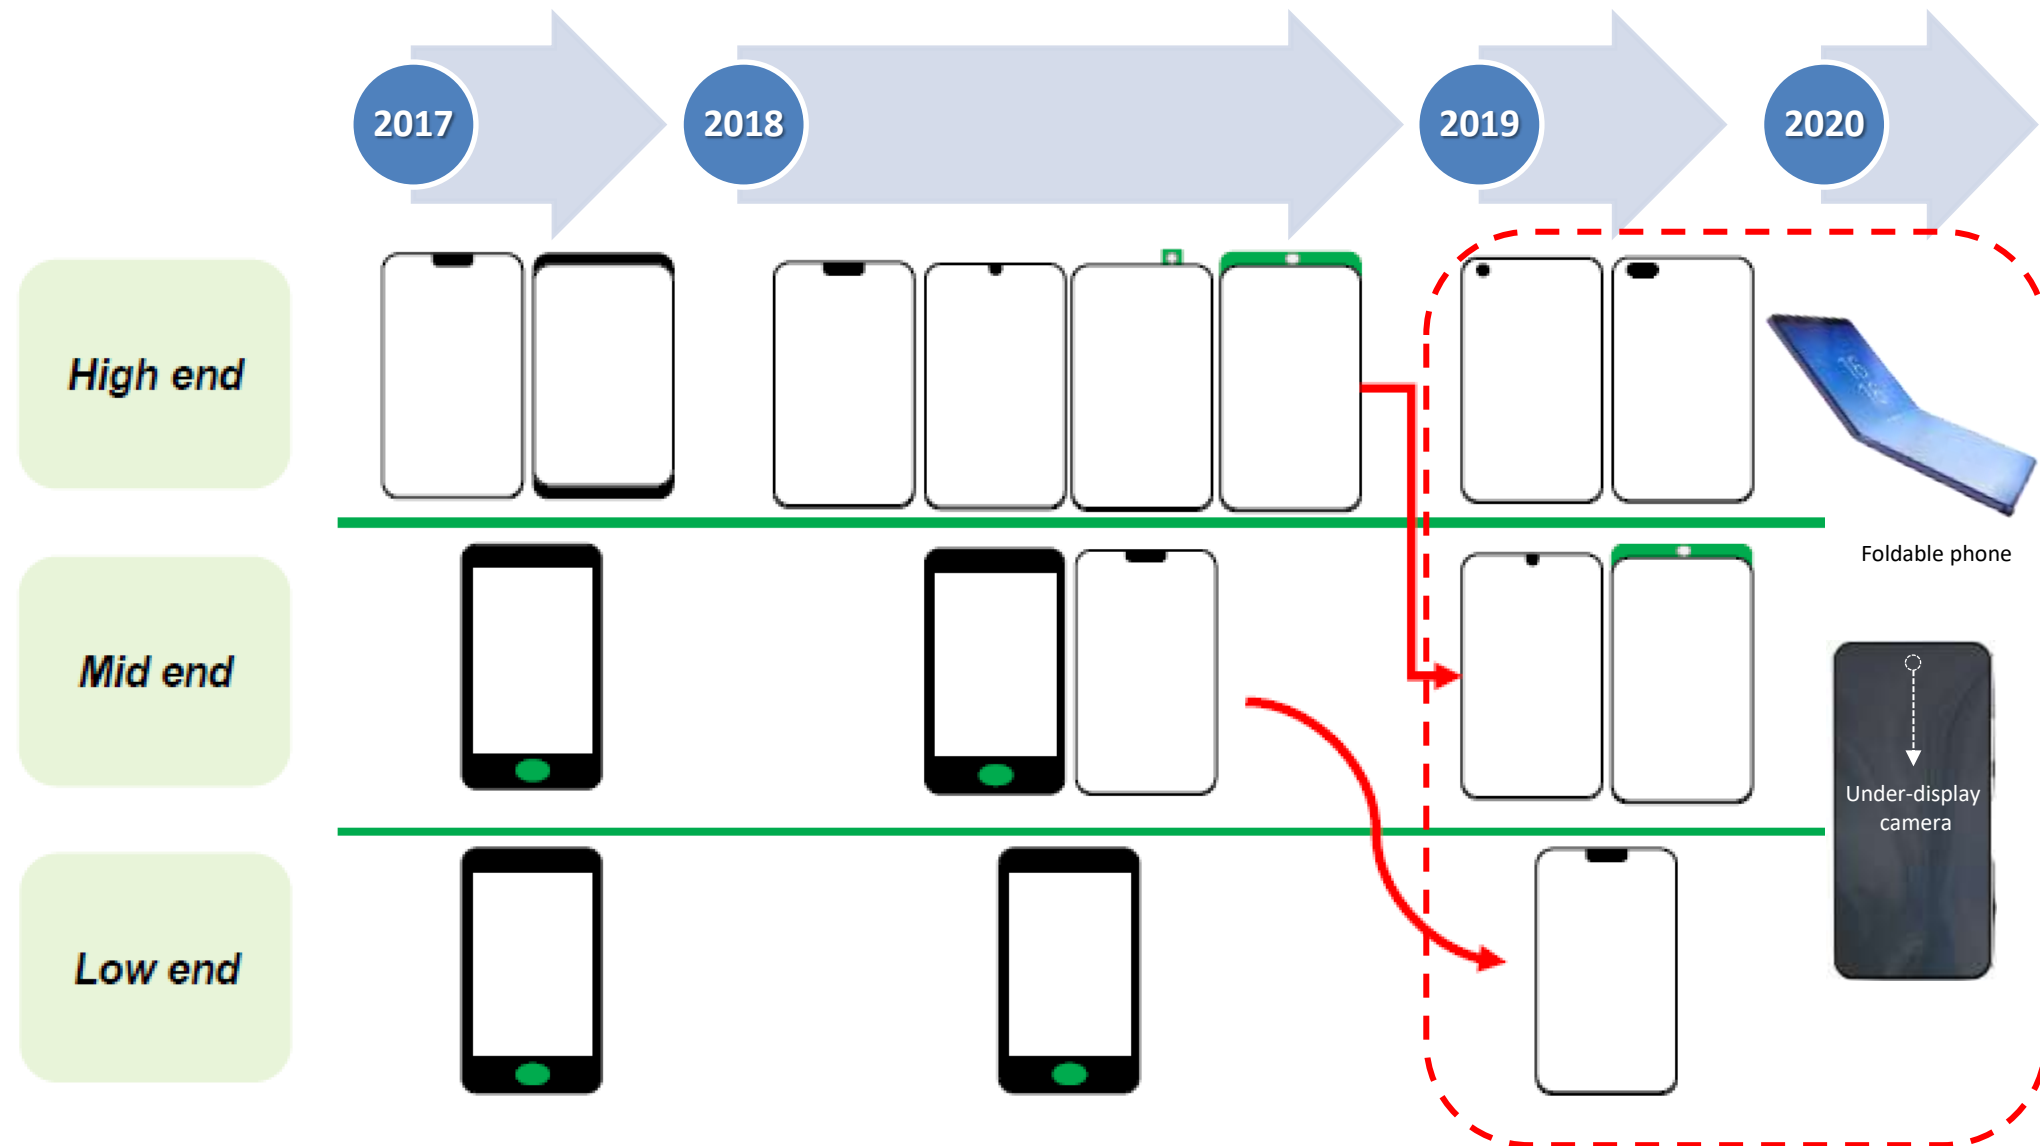 2017
2018
2019
2020
High end
Foldable phone
Mid end
Under-display
camera
Low end